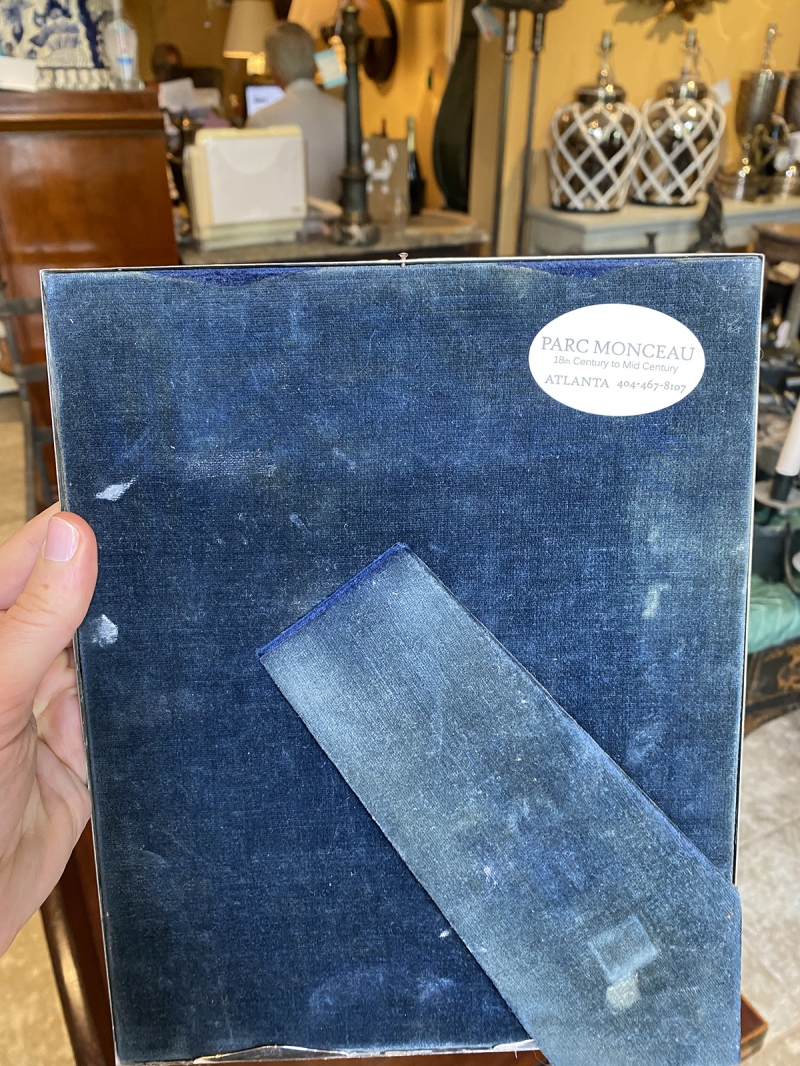 PARC MONCEAU
18th Century to Mid Century
ATLANTA 404-467-8107